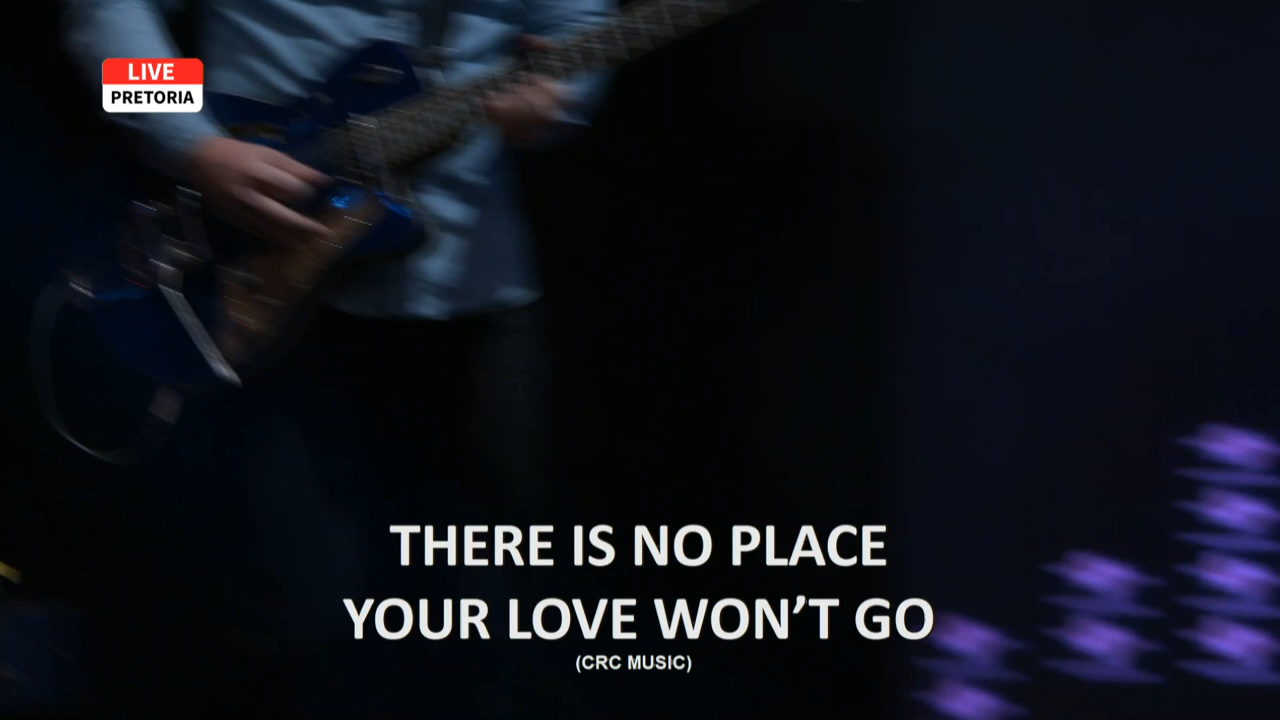 LIVE
PRETORIA
THERE IS NO PLACE
YOUR LOVE WON’T GO
(CRC MUSIC)